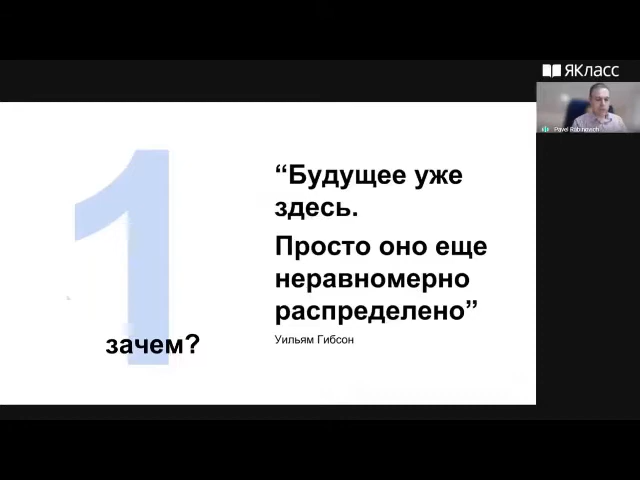 ЯКласс
Pavel Rabinovich
1
зачем?
“Будущее уже
здесь.
Просто оно еще
неравномерно
распределено”
Уильям Гибсон